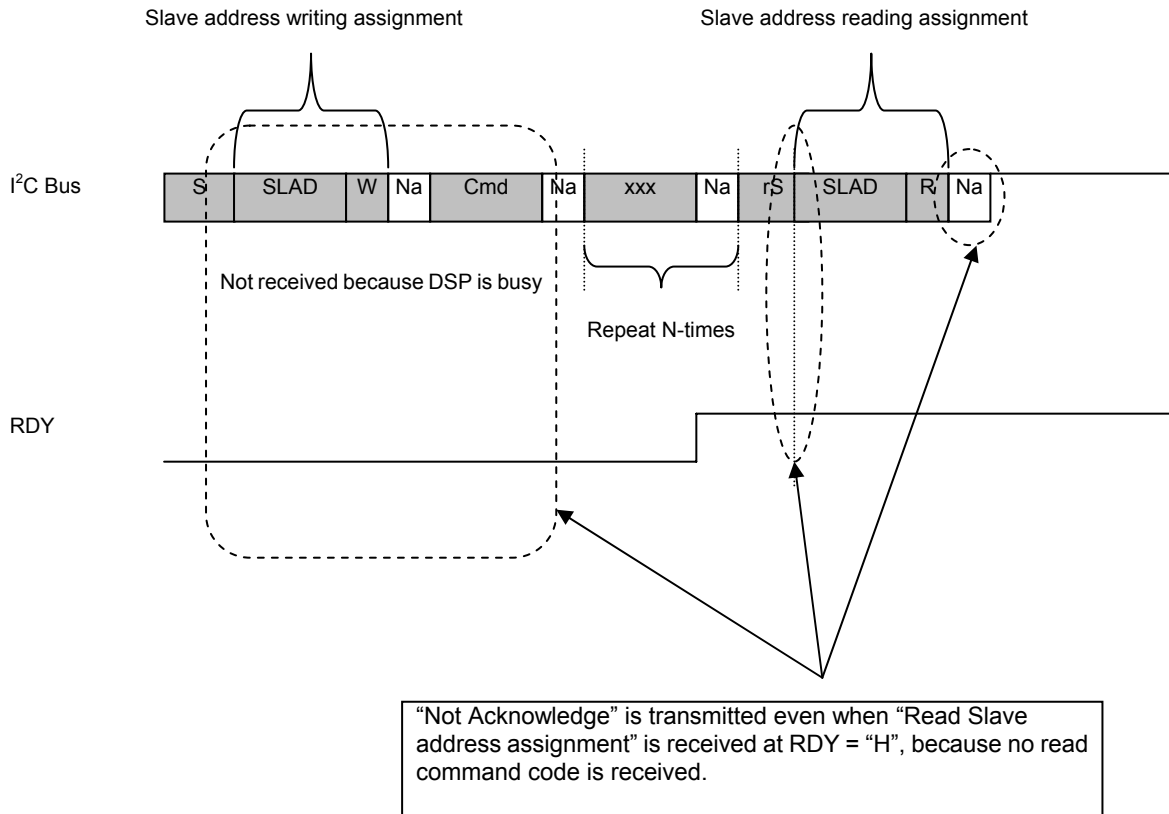 Slave address writing assignment
Slave address reading assignment
I²C Bus
S SLAD W Na Cmd Na xxx Na rS SLAD R Na
Not received because DSP is busy
Repeat N-times
RDY
“Not Acknowledge” is transmitted even when “Read Slave
address assignment” is received at RDY = “H”, because no read
command code is received.